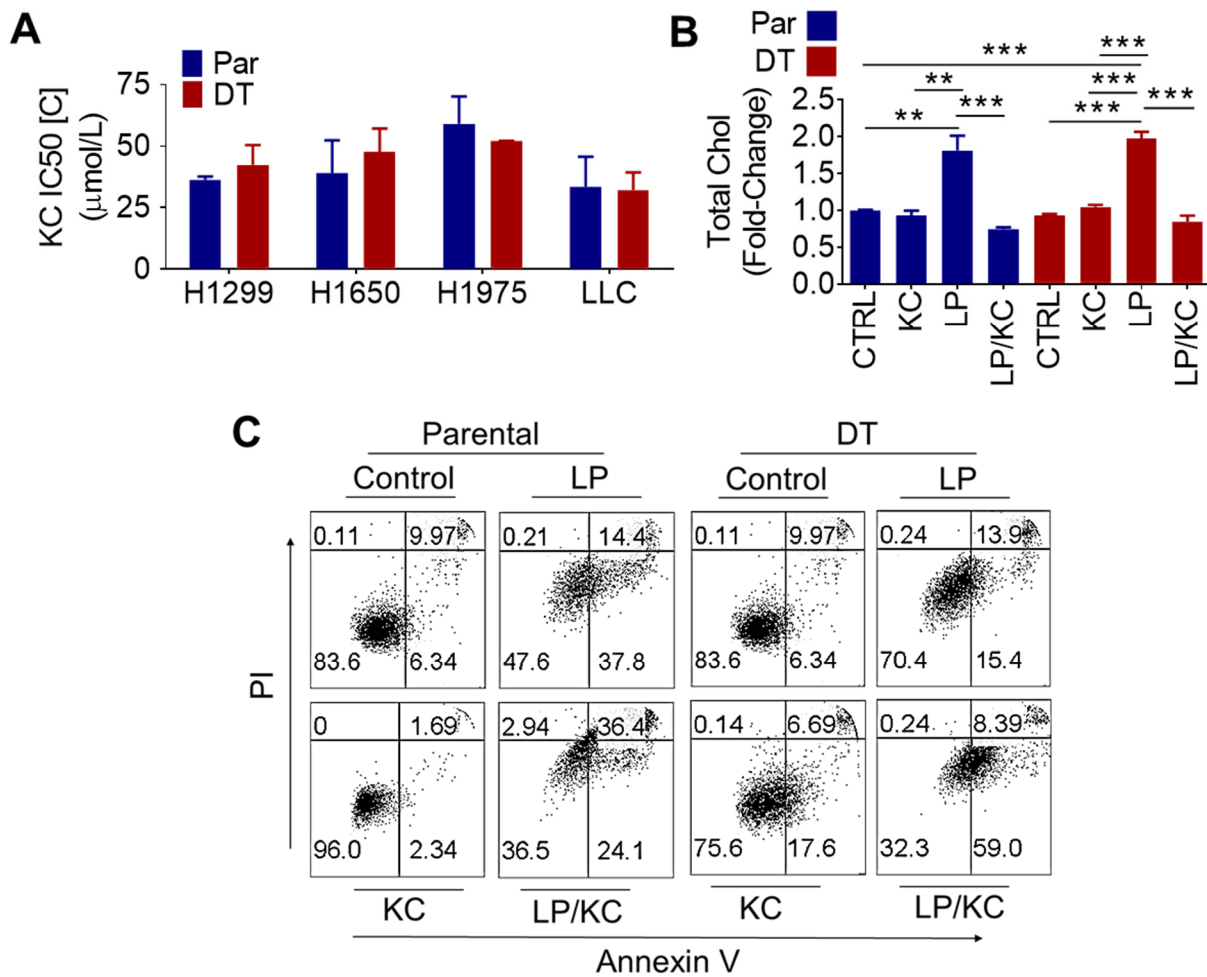 A
Par
DT
KC IC50 [C]
(μmol/L)
75
50
25
0
H1299 H1650 H1975 LLC
B
Par
DT
***
***
** ***
*** ***
** ***
Total Chol
(Fold-Change)
2.5
2.0
1.5
1.0
0.5
0.0
CTRL
KC
LP
LP/KC
CTRL
KC
LP
LP/KC
C
Parental DT
Control LP Control LP
0.11 9.97 0.21 14.4 0.11 9.97 0.24 13.9
83.6 6.34 47.6 37.8 83.6 6.34 70.4 15.4
PI
0 1.69 2.94 36.4 0.14 6.69 0.24 8.39
96.0 2.34 36.5 24.1 75.6 17.6 32.3 59.0
KC LP/KC KC LP/KC
Annexin V